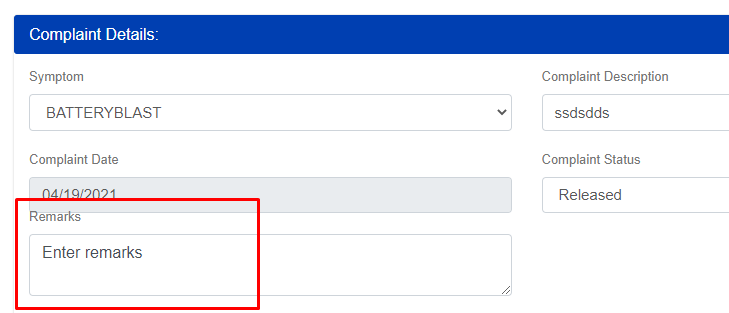 Complaint Details:
Symptom
Complaint Description
BATTERYBLAST
ssdsdds
Complaint Date
Complaint Status
04/19/2021
Released
Remarks
Enter remarks